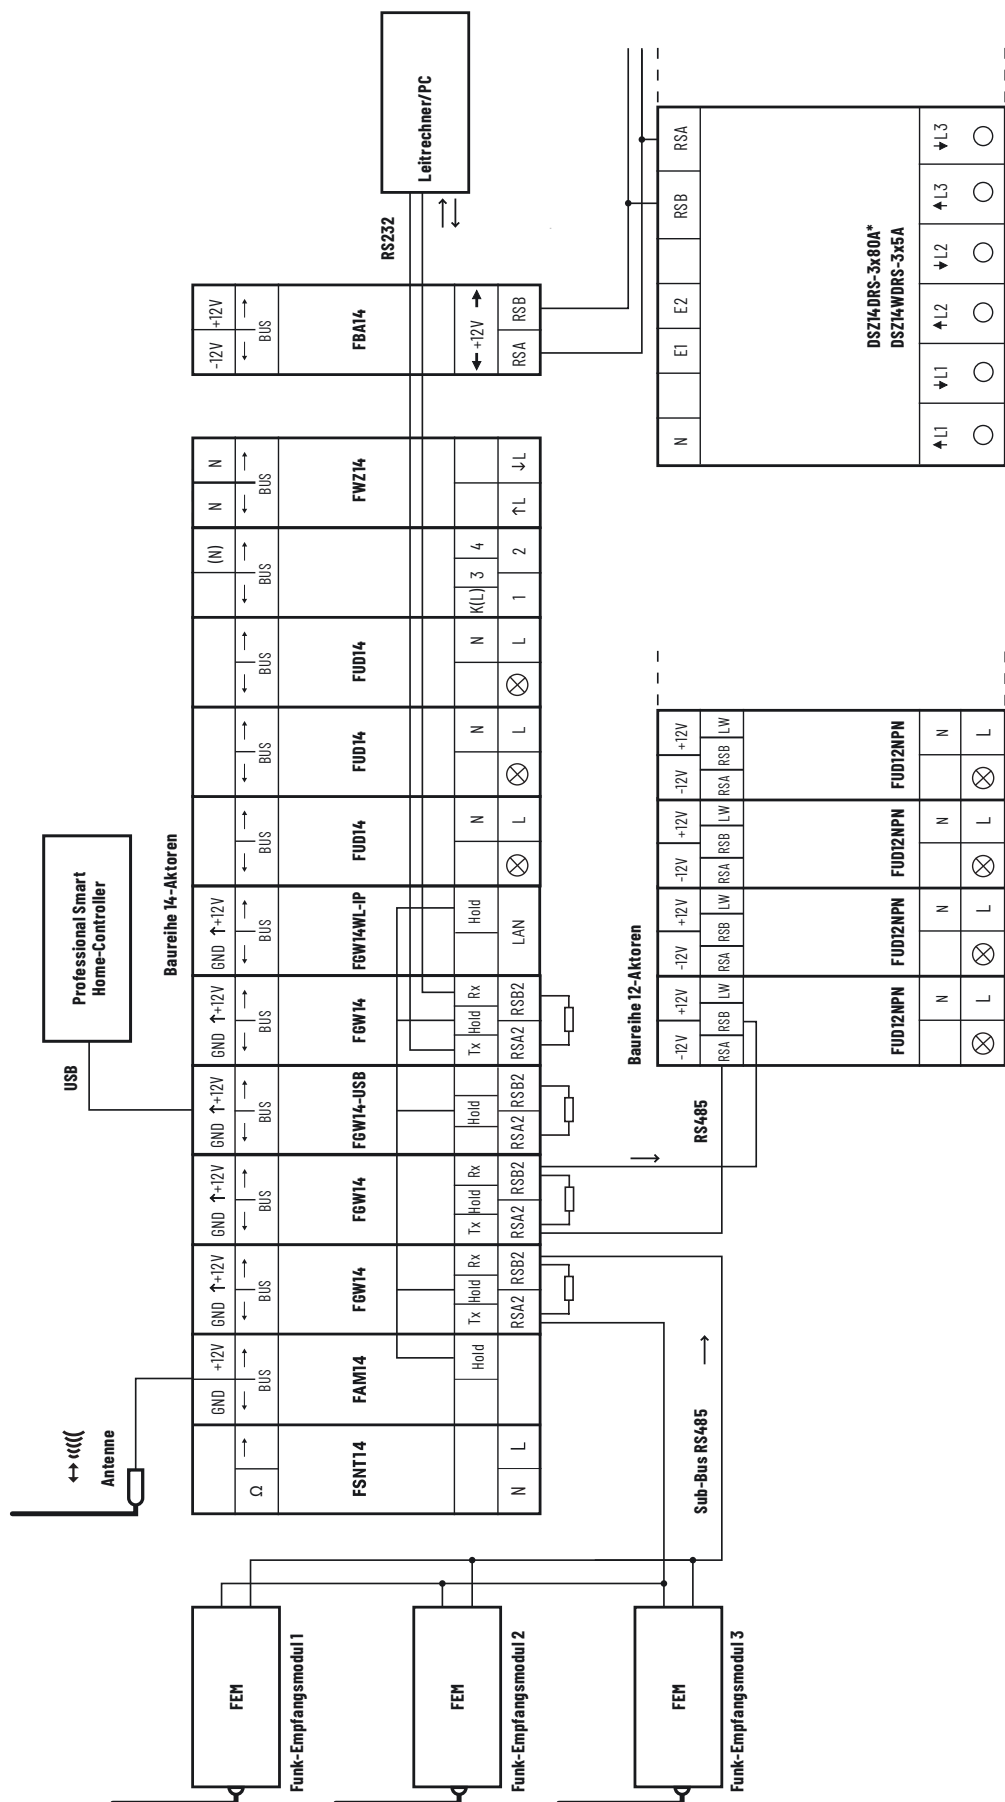 Professional Smart
Home-Controller
USB
Antenne
Baureihe 14-Aktoren
GND +12V
GND ↑+12V
GND ↑+12V
GND ↑+12V
GND ↑+12V
GND ↑+12V
(N)
N N
-12V +12V
Ω →
← → BUS
← → BUS
← → BUS
← → BUS
← → BUS
← → BUS
← → BUS
← → BUS
← → BUS
← → BUS
← → BUS
← → BUS
FSNT14
FAM14
FGW14
FGW14
FGW14-USB
FGW14
FGW14WL-IP
FUD14
FUD14
FUD14
FWZ14
FBA14
Hold
Tx Hold Rx
Tx Hold Rx
Hold
Tx Hold Rx
Hold
N
N
N
K(L) 3 4
← +12V →
N L
RSA2 RSB2
RSA2 RSB2
RSA2 RSB2
RSA2 RSB2
LAN
L
L
L
1 2
↑L ↓L
RSA RSB
RS232
Leitrechner/PC
FEM
Funk-Empfangsmodul 1
FEM
Funk-Empfangsmodul 2
FEM
Funk-Empfangsmodul 3
Sub-Bus RS485
RS485
Baureihe 12-Aktoren
-12V +12V
-12V +12V
-12V +12V
-12V +12V
RSA RSB LW
RSA RSB LW
RSA RSB LW
RSA RSB LW
FUD12NPN
FUD12NPN
FUD12NPN
FUD12NPN
N
N
N
N
L
L
L
L
N E1 E2 RSB RSA
DSZ14DRS-3x80A*
DSZ14WDRS-3x5A
↑L1 ↓L1 ↑L2 ↓L2 ↑L3 ↓L3